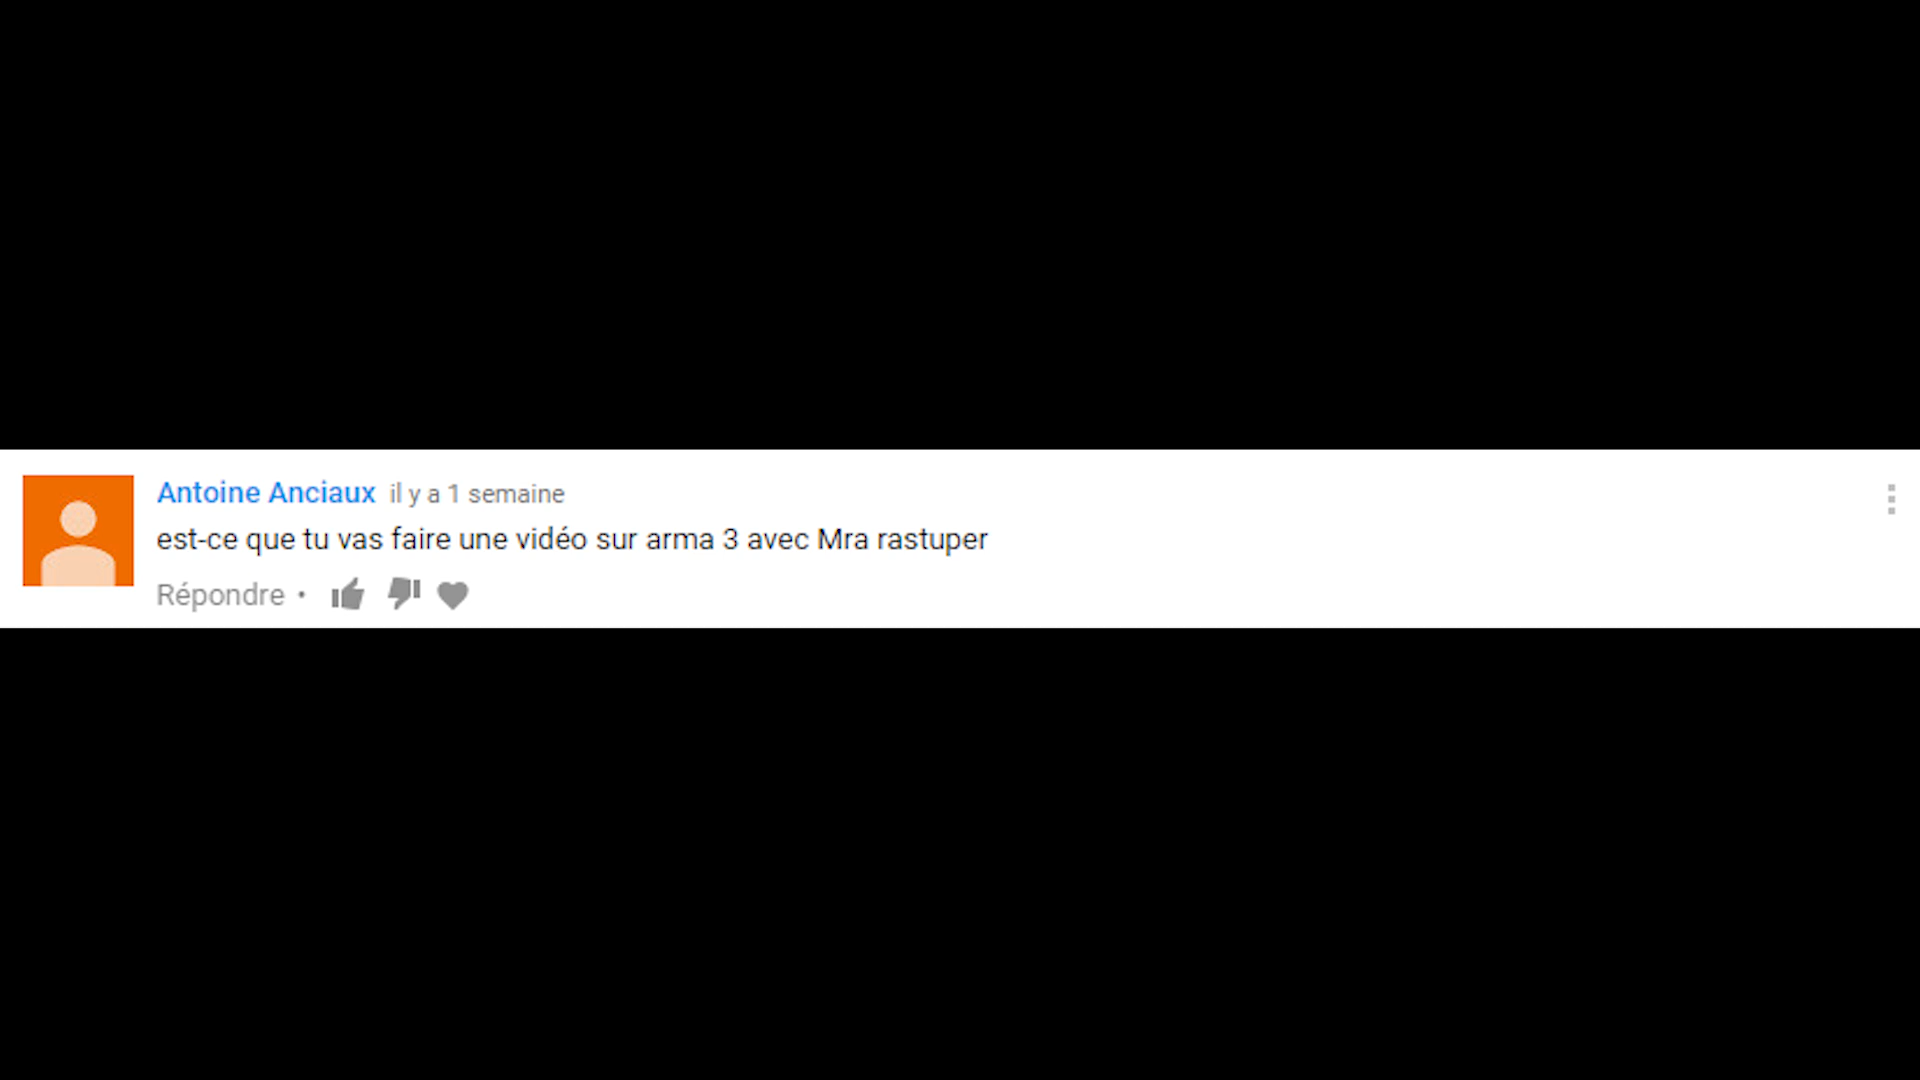 Antoine Anciaux il y a 1 semaine
est-ce que tu vas faire une vidéo sur arma 3 avec Mra rastuper
Répondre •